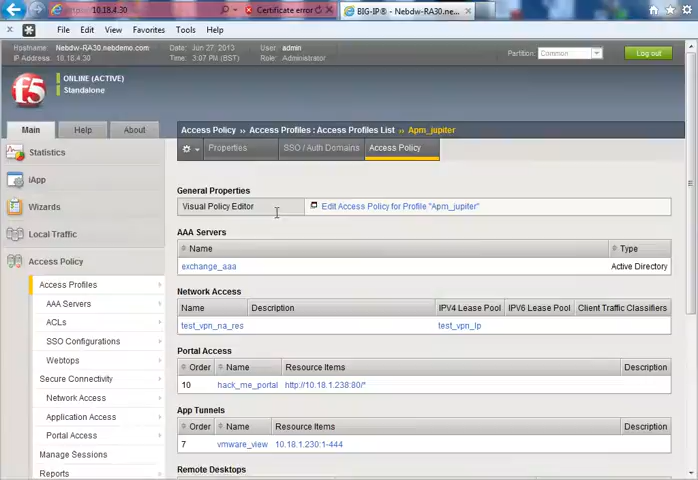 10.18.4.30
Certificate error
BIG-IP® - Nebdw-RA30.ne...
File Edit View Favorites Tools Help
Hostname: Nebdw-RA30.nebdemo.com Date: Jun 27, 2013 User: admin
IP Address: 10.18.4.30 Time: 3:07 PM (BST) Role: Administrator
Partition: Common Log out
f5
ONLINE (ACTIVE)
Standalone
Main Help About
Access Policy ›› Access Profiles : Access Profiles List ›› Apm_jupiter
Properties SSO / Auth Domains Access Policy
Statistics
iApp
Wizards
Local Traffic
Access Policy
Access Profiles
AAA Servers
ACLs
SSO Configurations
Webtops
Secure Connectivity
Network Access
Application Access
Portal Access
Manage Sessions
Reports
General Properties
Visual Policy Editor Edit Access Policy for Profile "Apm_jupiter"
AAA Servers
Name Type
exchange_aaa Active Directory
Network Access
Name Description IPV4 Lease Pool IPV6 Lease Pool Client Traffic Classifiers
test_vpn_na_res test_vpn_lp
Portal Access
Order Name Resource Items Description
10 hack_me_portal http://10.18.1.238:80/*
App Tunnels
Order Name Resource Items Description
7 vmware_view 10.18.1.230:1-444
Remote Desktops